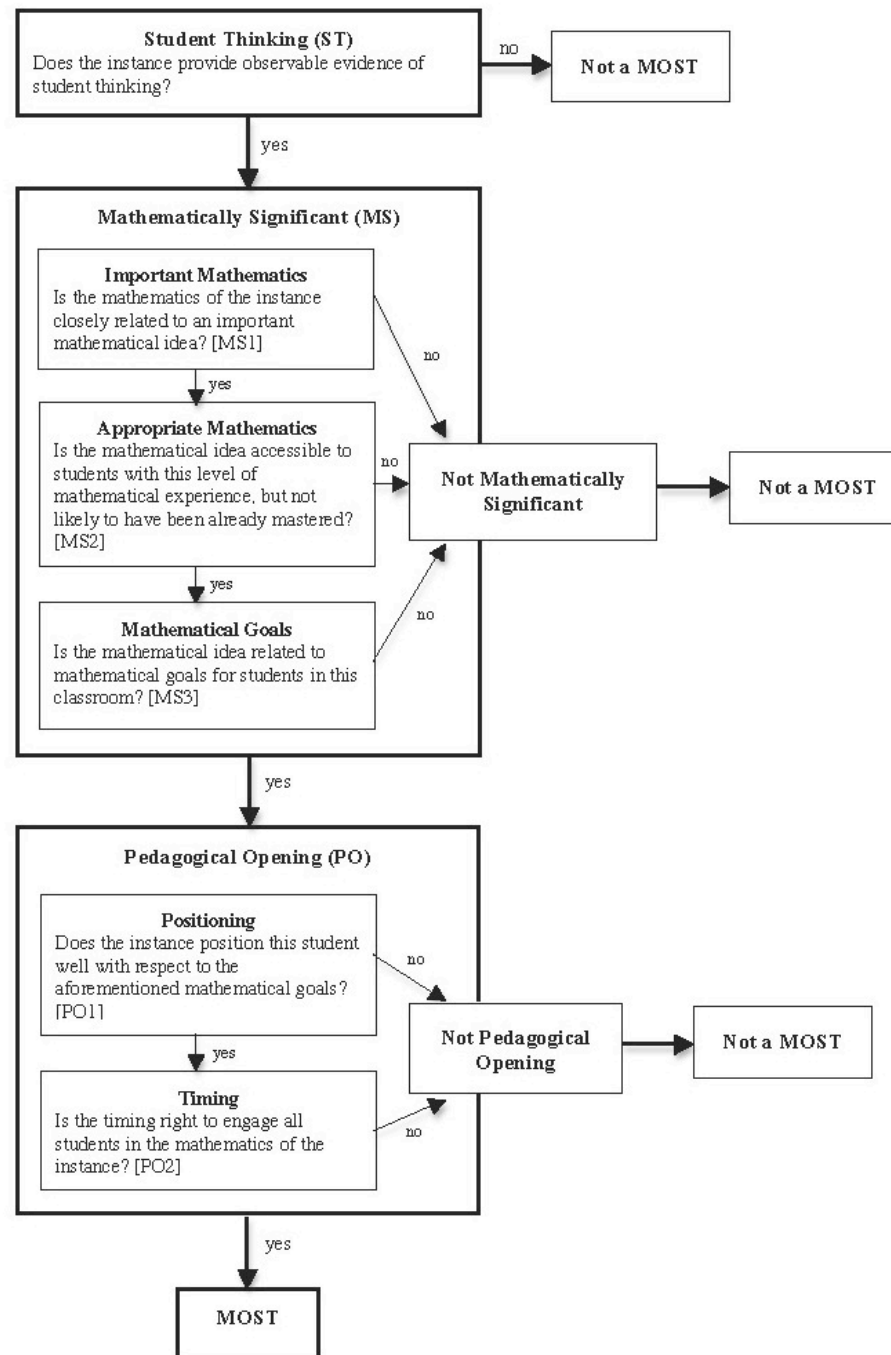 Student Thinking (ST)
Does the instance provide observable evidence of
student thinking?
no
Not a MOST
yes
Mathematically Significant (MS)
Important Mathematics
Is the mathematics of the instance
closely related to an important
mathematical idea? [MS1]
no
yes
Appropriate Mathematics
Is the mathematical idea accessible to
students with this level of
mathematical experience, but not
likely to have been already mastered?
[MS2]
no
Not Mathematically
Significant
Not a MOST
yes
Mathematical Goals
Is the mathematical idea related to
mathematical goals for students in this
classroom? [MS3]
no
yes
Pedagogical Opening (PO)
Positioning
Does the instance position this student
well with respect to the
aforementioned mathematical goals?
[PO1]
no
yes
Not Pedagogical
Opening
Not a MOST
Timing
Is the timing right to engage all
students in the mathematics of the
instance? [PO2]
no
yes
MOST